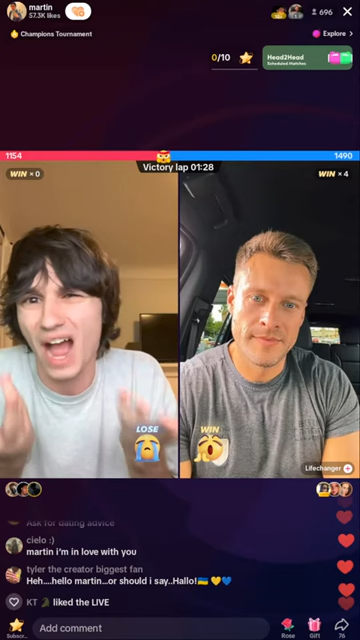 martin
57.3K likes
696
Champions Tournament
Explore >
0/10
Head2Head
Scheduled Matches
1154
1490
Victory lap 01:28
WIN × 0
WIN × 4
LOSE
WIN
Lifechanger
Ask for dating advice
cielo :)
martin i'm in love with you
tyler the creator biggest fan
Heh....hello martin...or should i say..Hallo!🇺🇦💛💙
KT 🌶 liked the LIVE
Subscr...
Add comment
Rose
Gift
76